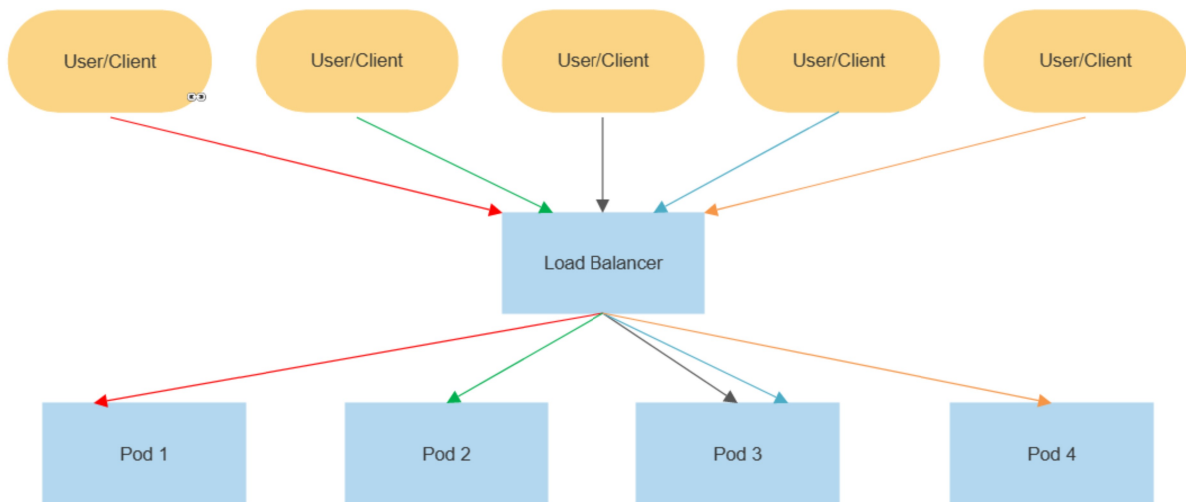 User/Client
User/Client
User/Client
User/Client
User/Client
Load Balancer
Pod 1
Pod 2
Pod 3
Pod 4